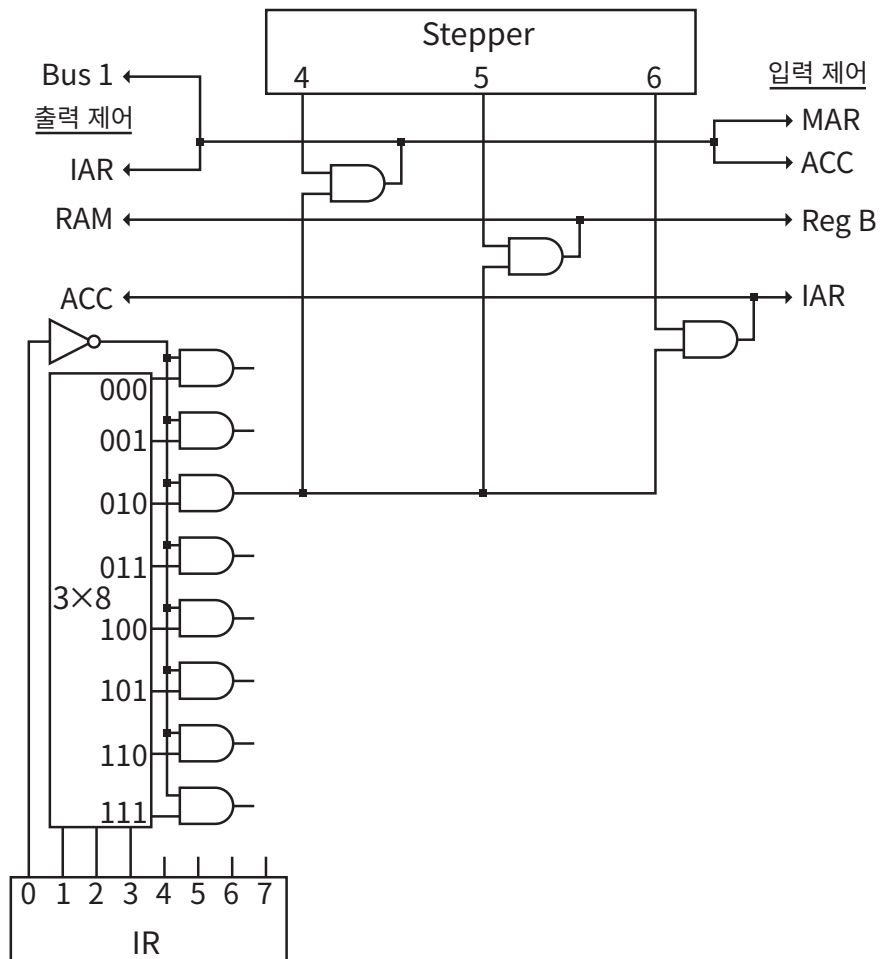 Stepper
4 5 6
Bus 1
출력 제어
IAR
RAM
ACC
입력 제어
MAR
ACC
Reg B
IAR
000
001
010
011
3×8
100
101
110
111
0 1 2 3 4 5 6 7
IR